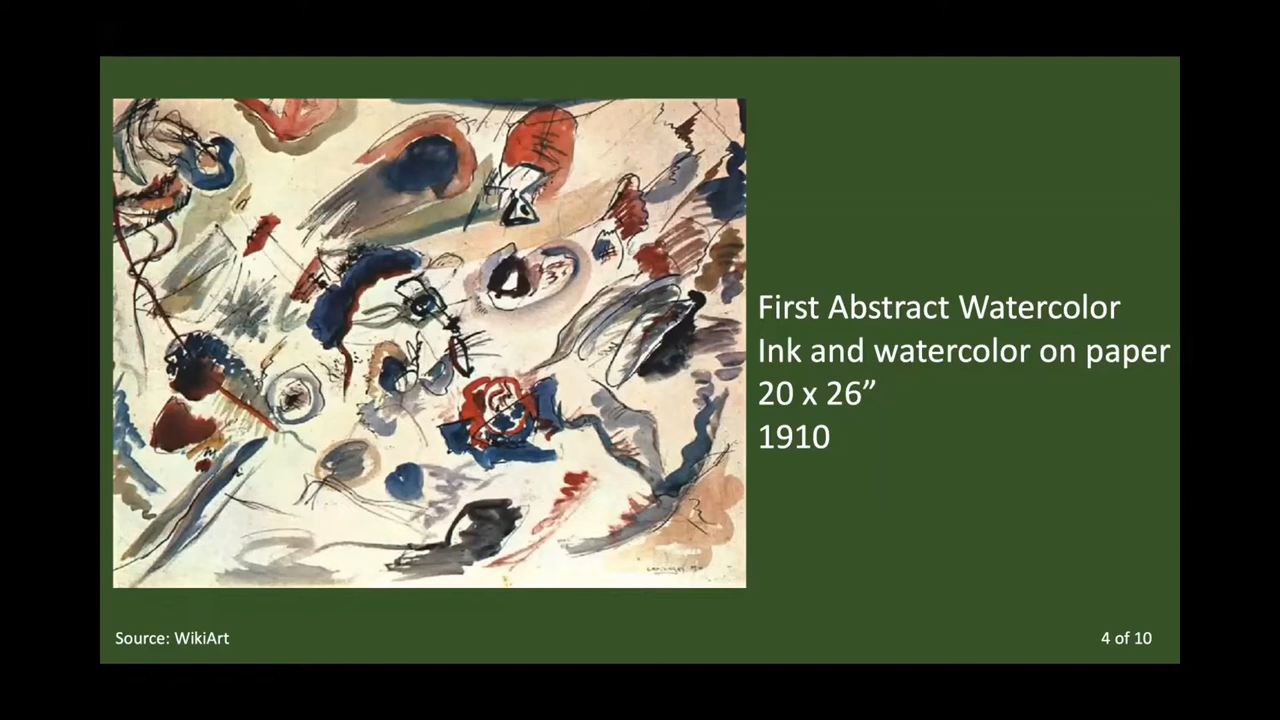 First Abstract Watercolor
Ink and watercolor on paper
20 x 26”
1910
Source: WikiArt
4 of 10